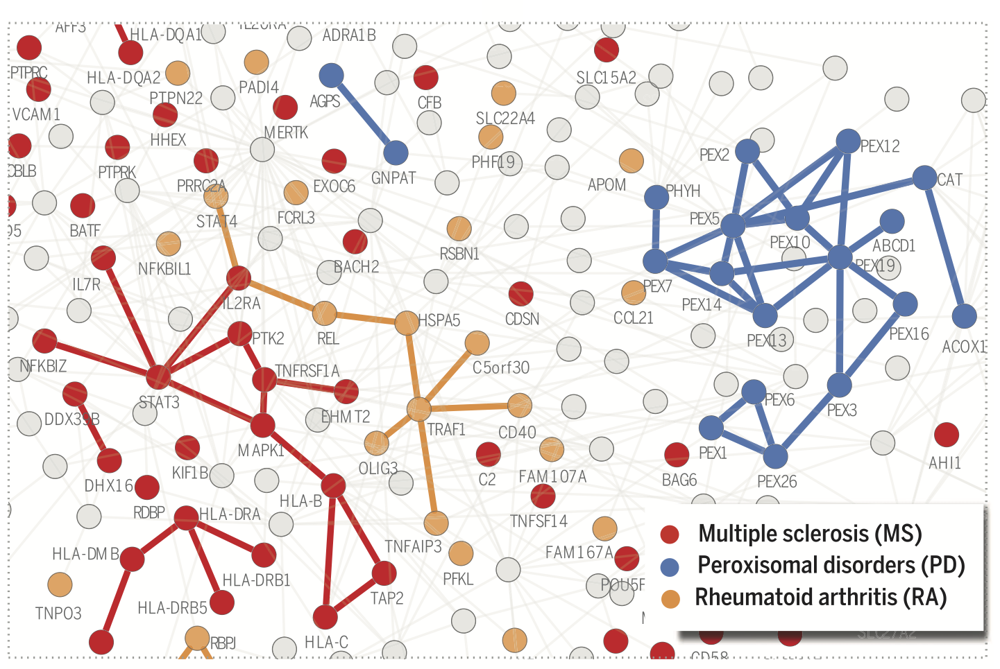 AFF3
HLA-DQA1
ADRA1B
PTPRC
HLA-DQA2
PTPN22
PADI4
AGPS
CFB
SLC15A2
VCAM1
HHEX
MERTK
SLC22A4
CBLB
PTPRK
PRRC2A
EXOC6
GNPAT
PHF19
APOM
PEX2
PEX12
CAT
PHYH
BATF
STAT4
FCRL3
RSBN1
PEX5
PEX10
ABCD1
NFKBIL1
BACH2
PEX19
IL7R
IL2RA
REL
HSPA5
CDSN
CCL21
PEX7
PEX14
PEX13
PEX16
ACOX1
PTK2
NFKBIZ
TNFRSF1A
C5orf30
STAT3
DDX39B
EHMT2
TRAF1
CD40
PEX6
PEX3
MAPK1
OLIG3
PEX1
AHI1
DHX16
KIF1B
C2
FAM107A
BAG6
PEX26
RDBP
HLA-DRA
HLA-B
TNFSF14
HLA-DMB
HLA-DRB1
TNFAIP3
FAM167A
PFKL
TNPO3
HLA-DRB5
TAP2
RBPJ
HLA-C
Multiple sclerosis (MS)
Peroxisomal disorders (PD)
Rheumatoid arthritis (RA)
SLC27A2
CD58